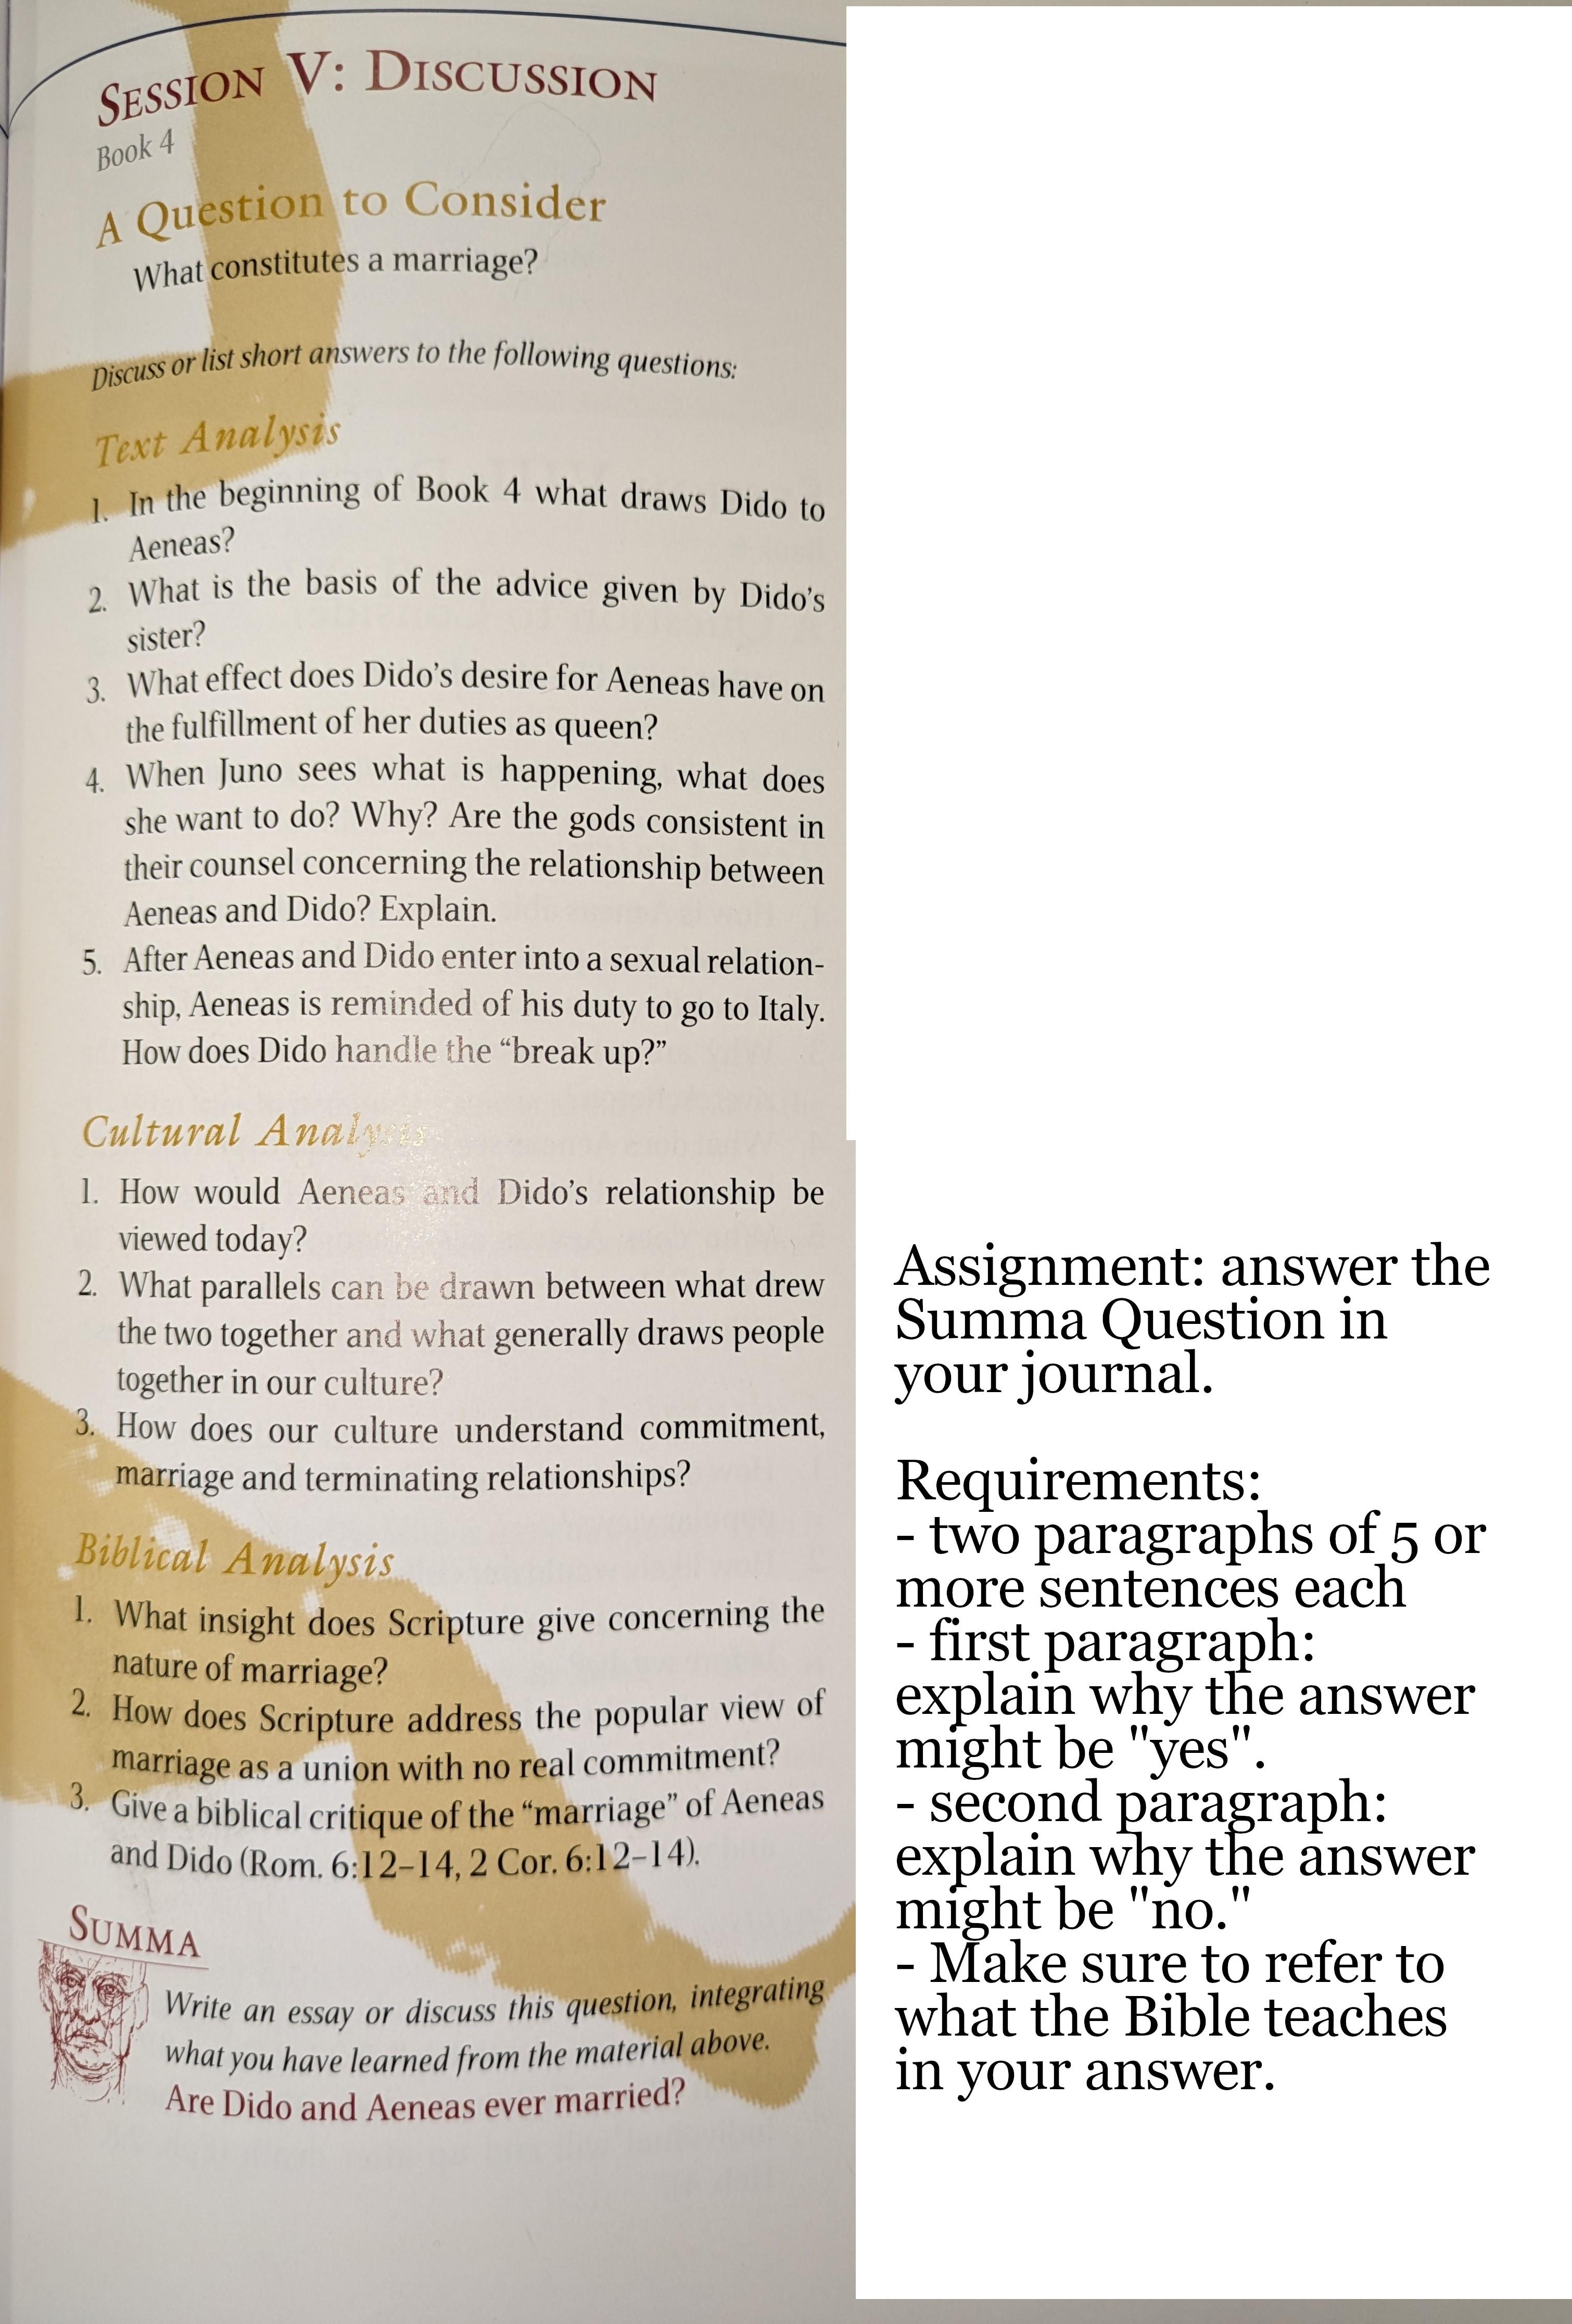 SESSION V: DISCUSSION
Book 4
A Question to Consider
What constitutes a marriage?
Discuss or list short answers to the following questions:
Text Analysis
1. In the beginning of Book 4 what draws Dido to
Aeneas?
2. What is the basis of the advice given by Dido's
sister?
3. What effect does Dido's desire for Aeneas have on
the fulfillment of her duties as queen?
4. When Juno sees what is happening, what does
she want to do? Why? Are the gods consistent in
their counsel concerning the relationship between
Aeneas and Dido? Explain.
5. After Aeneas and Dido enter into a sexual relation-
ship, Aeneas is reminded of his duty to go to Italy.
How does Dido handle the “break up?”
Cultural Analysis
1. How would Aeneas and Dido's relationship be
viewed today?
2. What parallels can be drawn between what drew
the two together and what generally draws people
together in our culture?
3. How does our culture understand commitment,
marriage and terminating relationships?
Biblical Analysis
1. What insight does Scripture give concerning the
nature of marriage?
2. How does Scripture address the popular view of
marriage as a union with no real commitment?
3. Give a biblical critique of the “marriage” of Aeneas
and Dido (Rom. 6:12–14, 2 Cor. 6:12–14).
SUMMA
Write an essay or discuss this question, integrating
what you have learned from the material above.
Are Dido and Aeneas ever married?
Assignment: answer the
Summa Question in
your journal.
Requirements:
- two paragraphs of 5 or
more sentences each
- first paragraph:
explain why the answer
might be "yes".
- second paragraph:
explain why the answer
might be "no."
- Make sure to refer to
what the Bible teaches
in your answer.